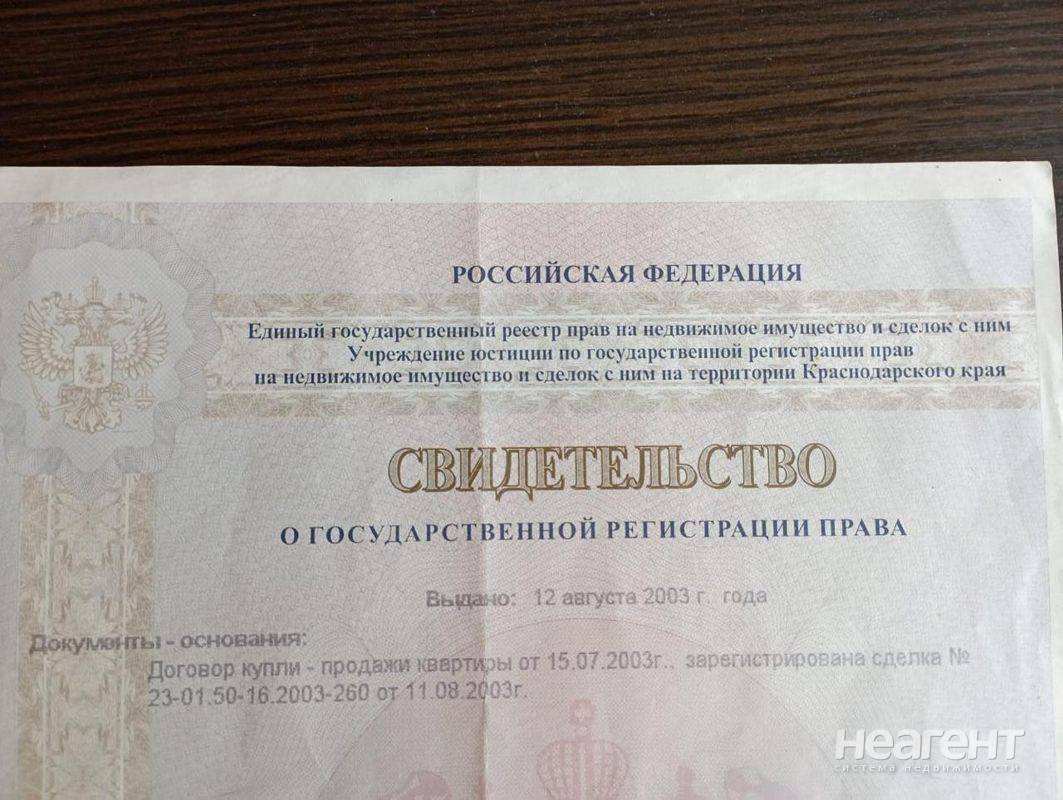 РОССИЙСКАЯ ФЕДЕРАЦИЯ
Единый государственный реестр прав на недвижимое имущество и сделок с ним
Учреждение юстиции по государственной регистрации прав
на недвижимое имущество и сделок с ним на территории Краснодарского края
СВИДЕТЕЛЬСТВО
О ГОСУДАРСТВЕННОЙ РЕГИСТРАЦИИ ПРАВА
Выдано: 12 августа 2003 г. года
Документы - основания:
Договор купли - продажи квартиры от 15.07.2003г., зарегистрирована сделка №
23-01.50-16.2003-260 от 11.08.2003г.
неагент
система недвижимости